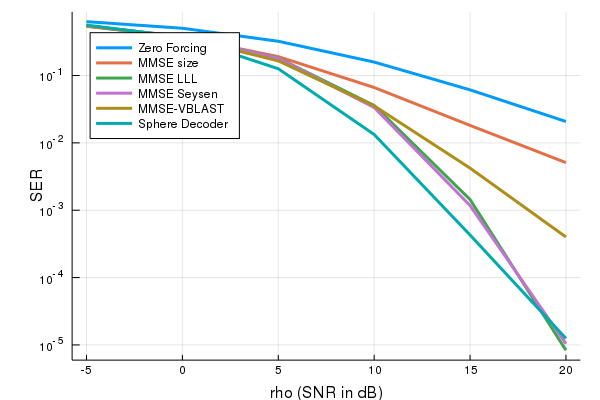 Zero Forcing
MMSE size
MMSE LLL
MMSE Seysen
MMSE-VBLAST
Sphere Decoder
SER
10^-1
10^-2
10^-3
10^-4
10^-5
-5 0 5 10 15 20
rho (SNR in dB)